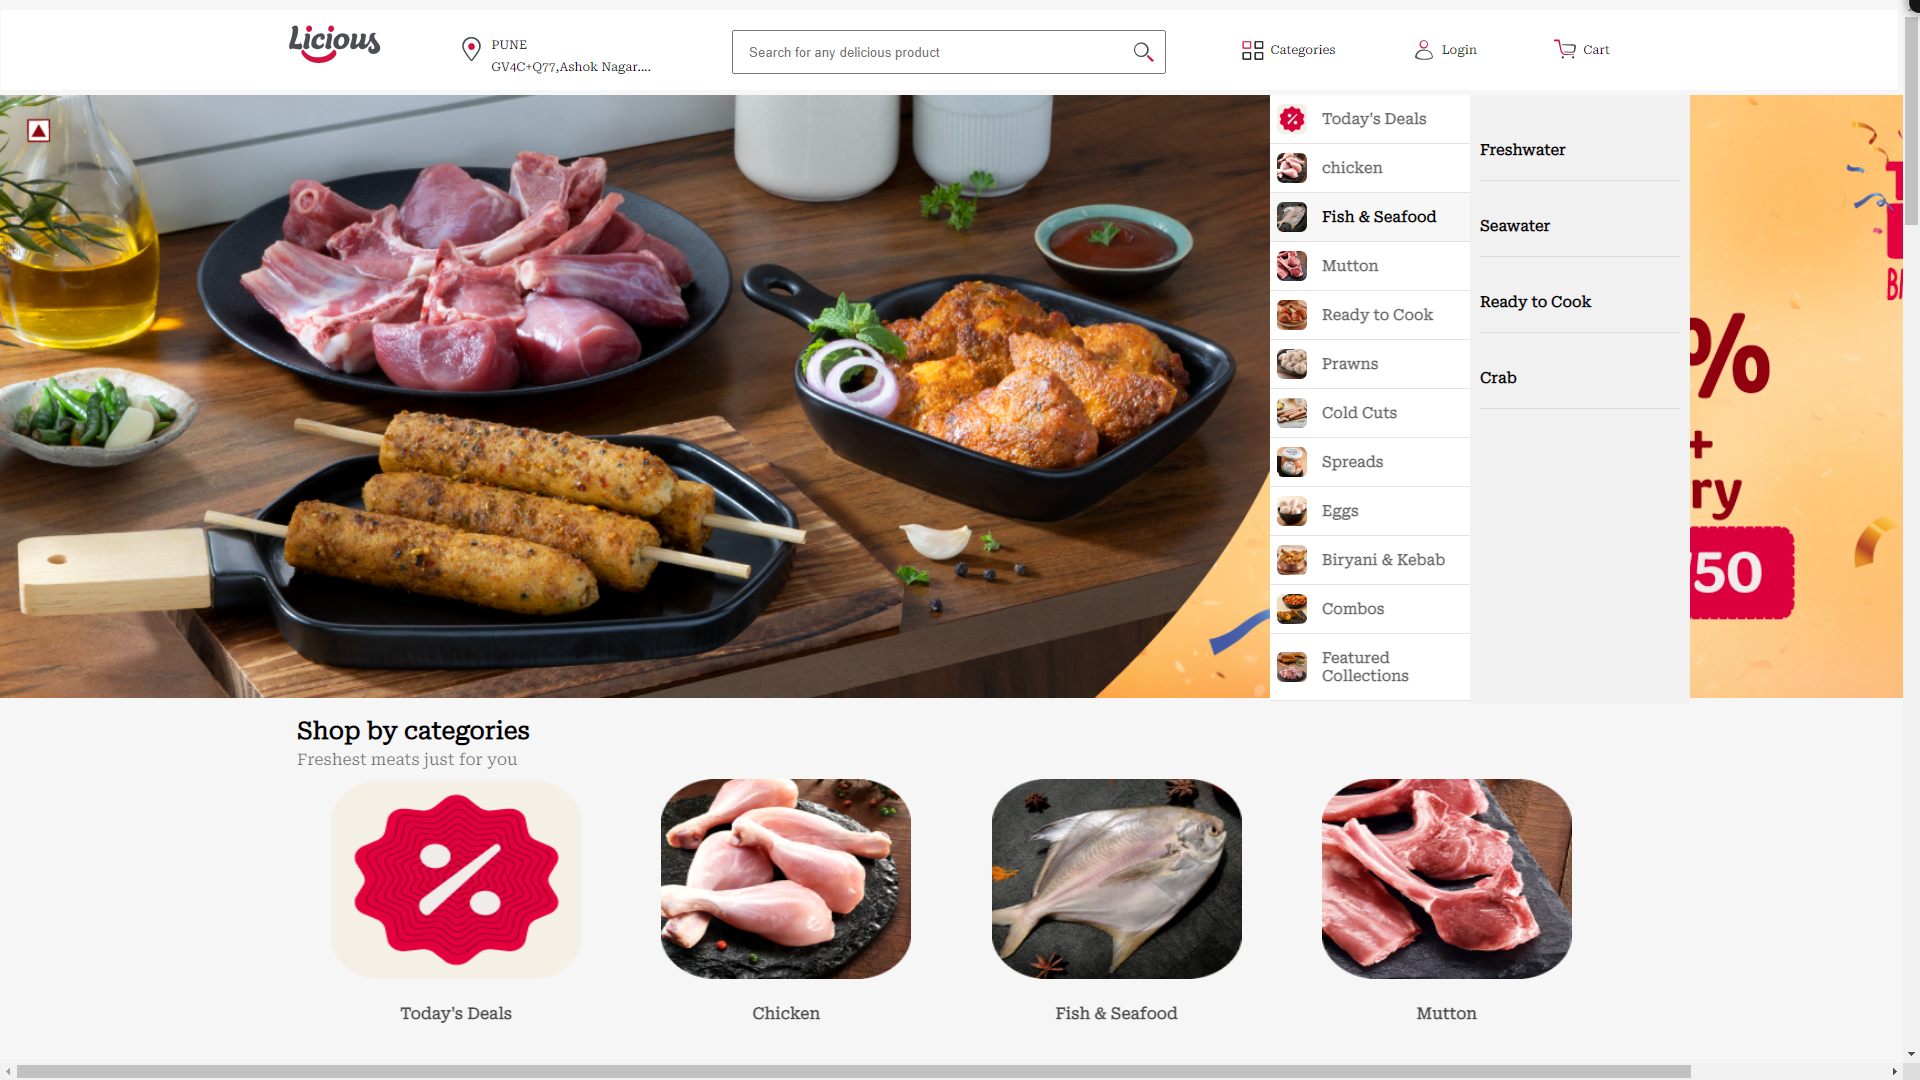 Licious
PUNE
GV4C+Q77,Ashok Nagar....
Search for any delicious product
Categories
Login
Cart
Today's Deals
chicken
Fish & Seafood
Mutton
Ready to Cook
Prawns
Cold Cuts
Spreads
Eggs
Biryani & Kebab
Combos
Featured
Collections
Freshwater
Seawater
Ready to Cook
Crab
%
+
ry
50
Shop by categories
Freshest meats just for you
Today's Deals
Chicken
Fish & Seafood
Mutton